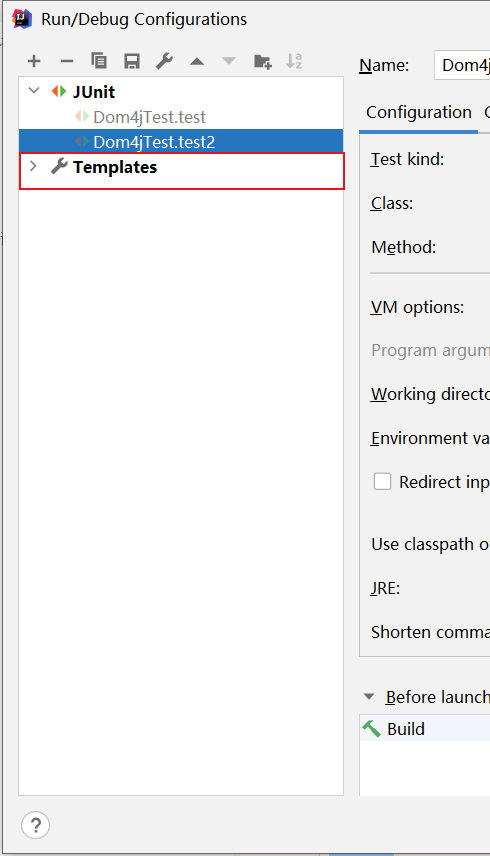 Run/Debug Configurations
Name:
Dom4j
JUnit
Dom4jTest.test
Dom4jTest.test2
Templates
Configuration
Test kind:
Class:
Method:
VM options:
Program argum
Working directo
Environment va
Redirect inp
Use classpath o
JRE:
Shorten comma
Before launch
Build
?